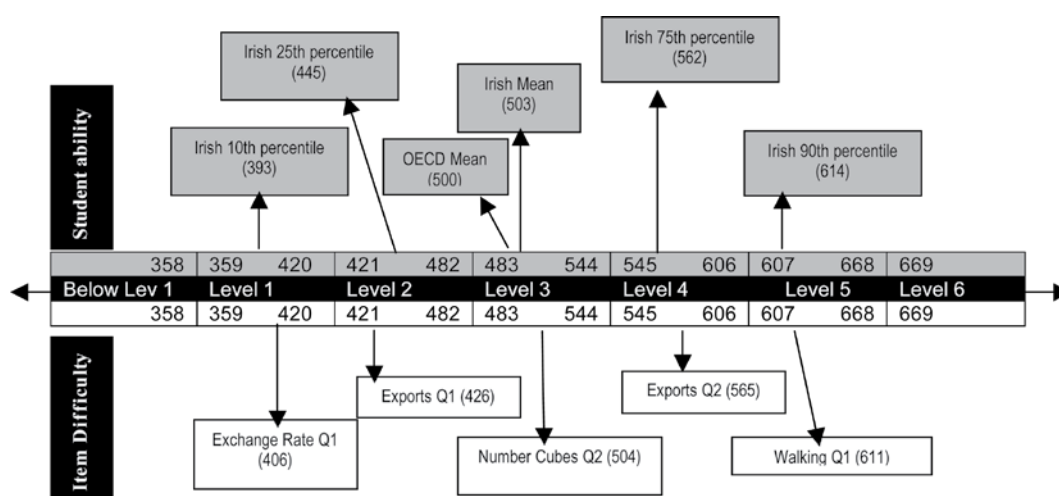 Irish 25th percentile
(445)
Irish 75th percentile
(562)
Irish Mean
(503)
Irish 10th percentile
(393)
OECD Mean
(500)
Irish 90th percentile
(614)
Student ability
358 359 420 421 482 483 544 545 606 607 668 669
Below Lev 1 Level 1 Level 2 Level 3 Level 4 Level 5 Level 6
358 359 420 421 482 483 544 545 606 607 668 669
Item Difficulty
Exports Q1 (426)
Exports Q2 (565)
Exchange Rate Q1
(406)
Number Cubes Q2 (504)
Walking Q1 (611)